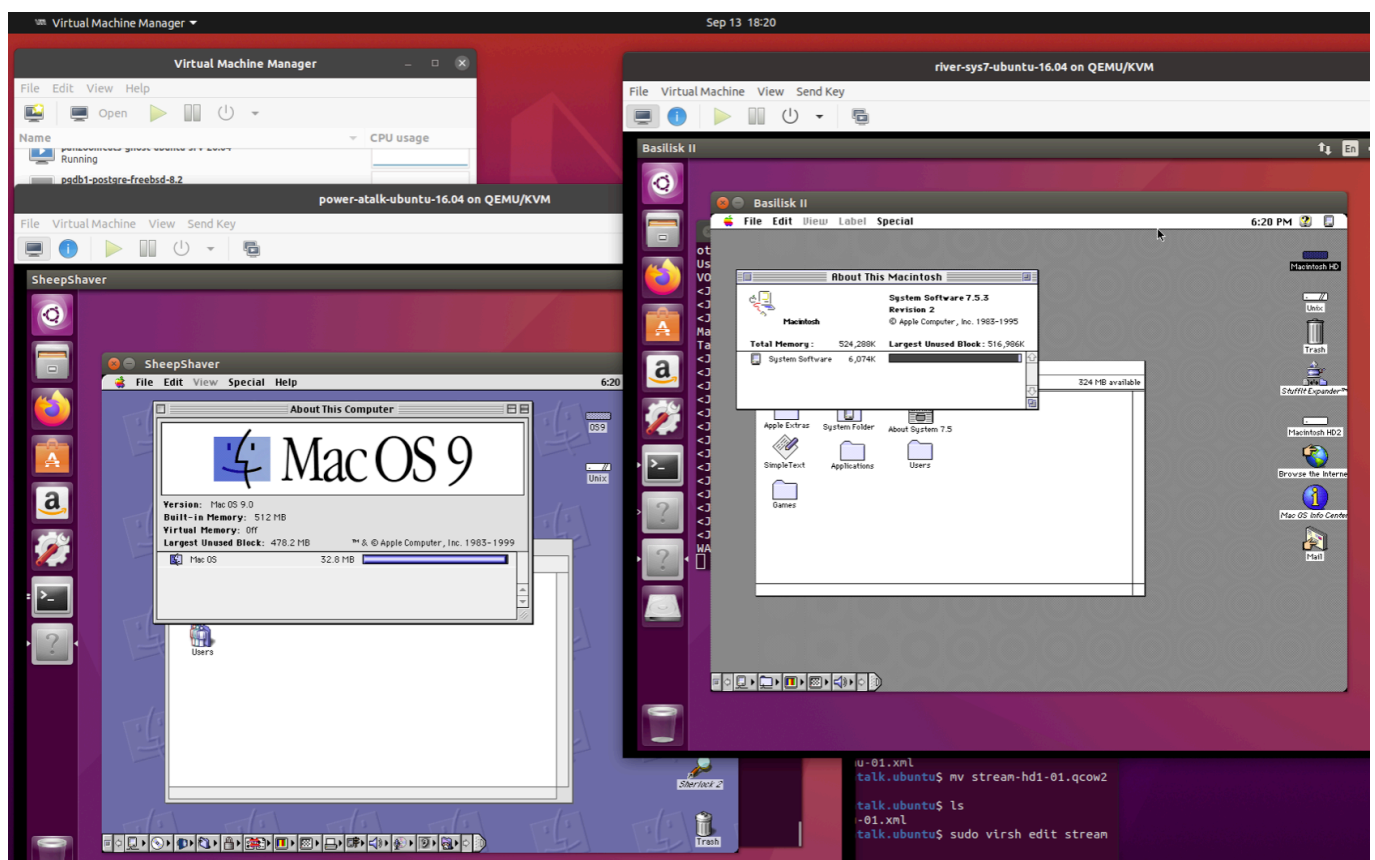 Virtual Machine Manager
Sep 13 18:20
Virtual Machine Manager
File Edit View Help
Open
Name
CPU usage
Running
pgdb1-postgre-freebsd-8.2
power-atalk-ubuntu-16.04 on QEMU/KVM
File Virtual Machine View Send Key
SheepShaver
SheepShaver
File Edit View Special Help
6:20
About This Computer
Mac OS 9
Version: Mac OS 9.0
Built-in Memory: 512 MB
Virtual Memory: Off
Largest Unused Block: 478.2 MB
™ & © Apple Computer, Inc. 1983-1999
Mac OS
32.8 MB
OS9
Unix
Users
Sherlock 2
Trash
river-sys7-ubuntu-16.04 on QEMU/KVM
File Virtual Machine View Send Key
Basilisk II
En
Basilisk II
File Edit View Label Special
6:20 PM
ot
Us
VO
<J
<J
Ma
Ta
<J
<J
<J
<J
<J
<J
<J
<J
<J
<J
<J
<J
<J
<J
WA
About This Macintosh
Macintosh
System Software 7.5.3
Revision 2
© Apple Computer, Inc. 1983-1995
Total Memory: 524,288K
Largest Unused Block: 516,986K
System Software 6,074K
324 MB available
Apple Extras
System Folder
About System 7.5
SimpleText
Applications
Users
Games
Macintosh HD
Unix
Trash
StuffIt Expander™
Macintosh HD2
Browse the Interne
Mac OS Info Center
Mail
u-01.xml
talk.ubuntu$ mv stream-hd1-01.qcow2
talk.ubuntu$ ls
-01.xml
talk.ubuntu$ sudo virsh edit stream